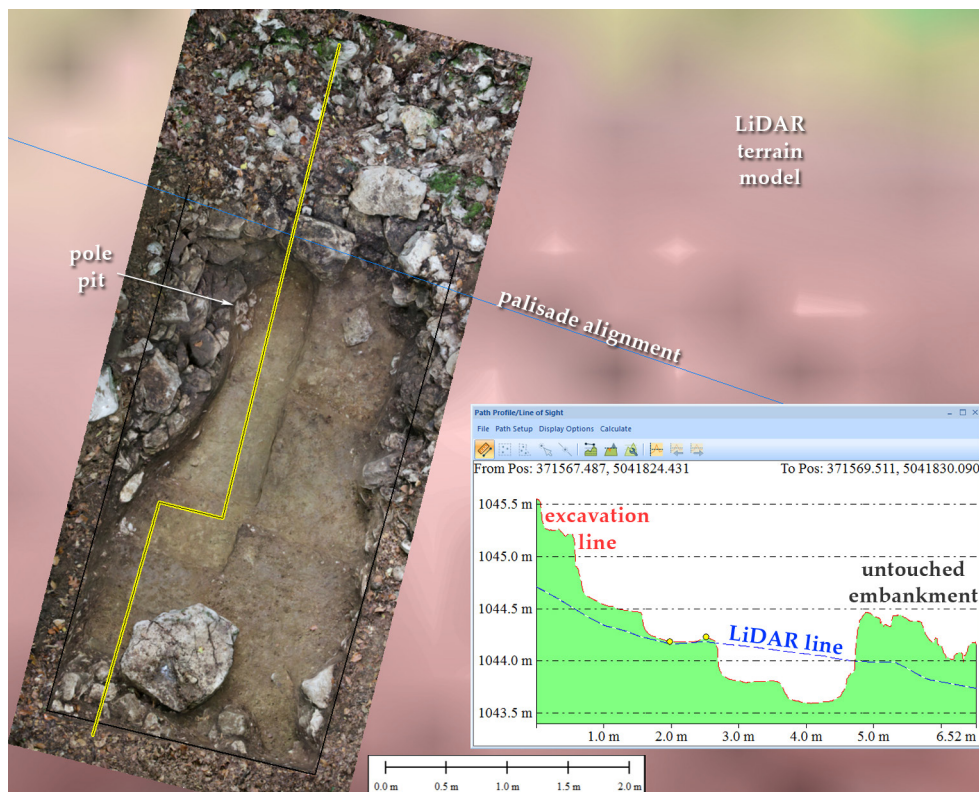 LiDAR
terrain
model
pole
pit
palisade alignment
Path Profile/Line of Sight
File Path Setup Display Options Calculate
From Pos: 371567.487, 5041824.431 To Pos: 371569.511, 5041830.090
1045.5 m
excavation
line
1045.0 m
untouched
embankment
1044.5 m
LiDAR line
1044.0 m
1043.5 m
1.0 m 2.0 m 3.0 m 4.0 m 5.0 m 6.52 m
0.0 m 0.5 m 1.0 m 1.5 m 2.0 m